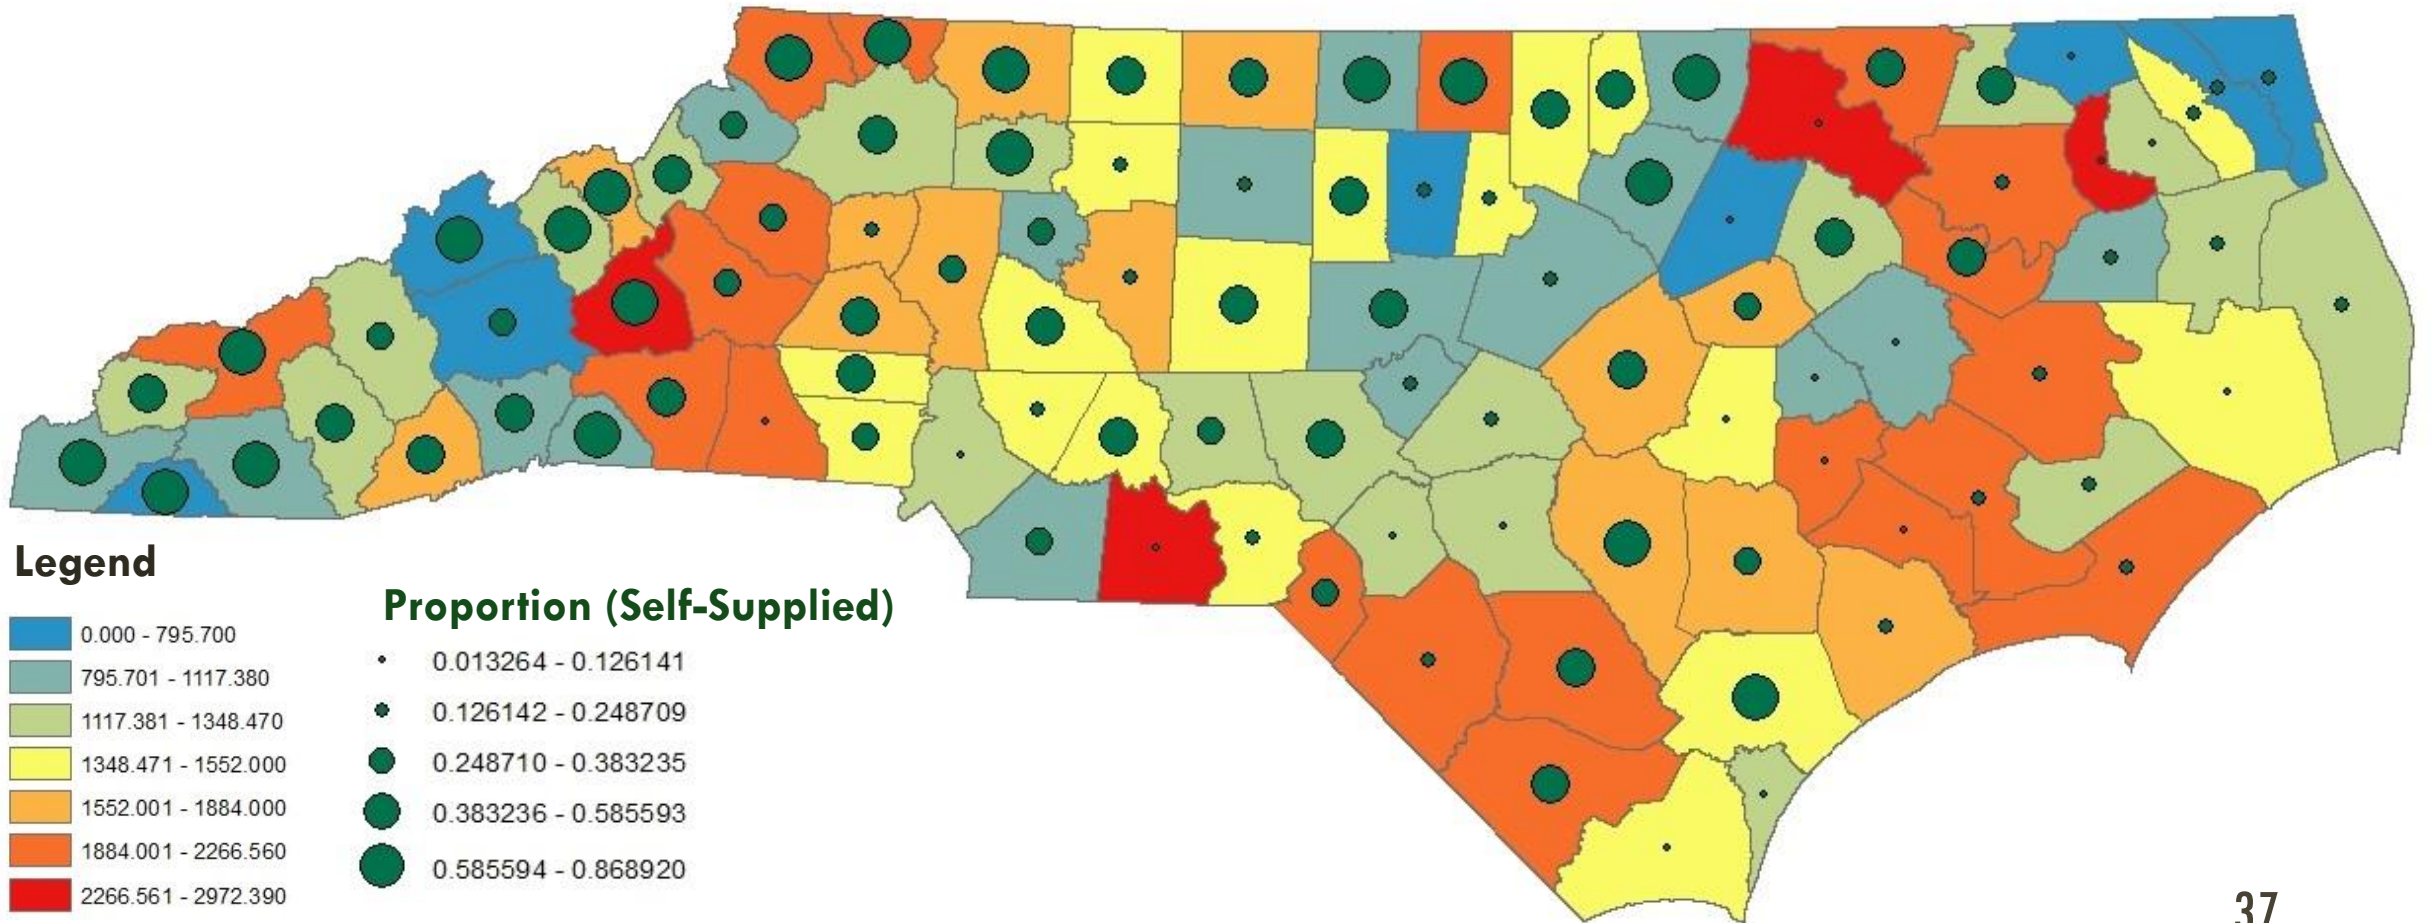 Legend
0.000 - 795.700
795.701 - 1117.380
1117.381 - 1348.470
1348.471 - 1552.000
1552.001 - 1884.000
1884.001 - 2266.560
2266.561 - 2972.390
Proportion (Self-Supplied)
0.013264 - 0.126141
0.126142 - 0.248709
0.248710 - 0.383235
0.383236 - 0.585593
0.585594 - 0.868920
37